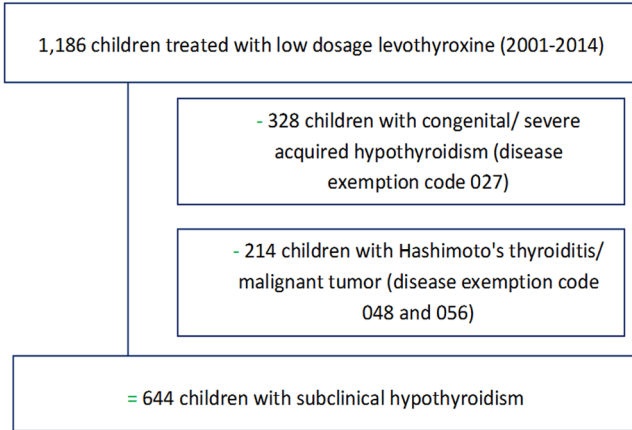 1,186 children treated with low dosage levothyroxine (2001-2014)
- 328 children with congenital/ severe
acquired hypothyroidism (disease
exemption code 027)
- 214 children with Hashimoto's thyroiditis/
malignant tumor (disease exemption code
048 and 056)
= 644 children with subclinical hypothyroidism